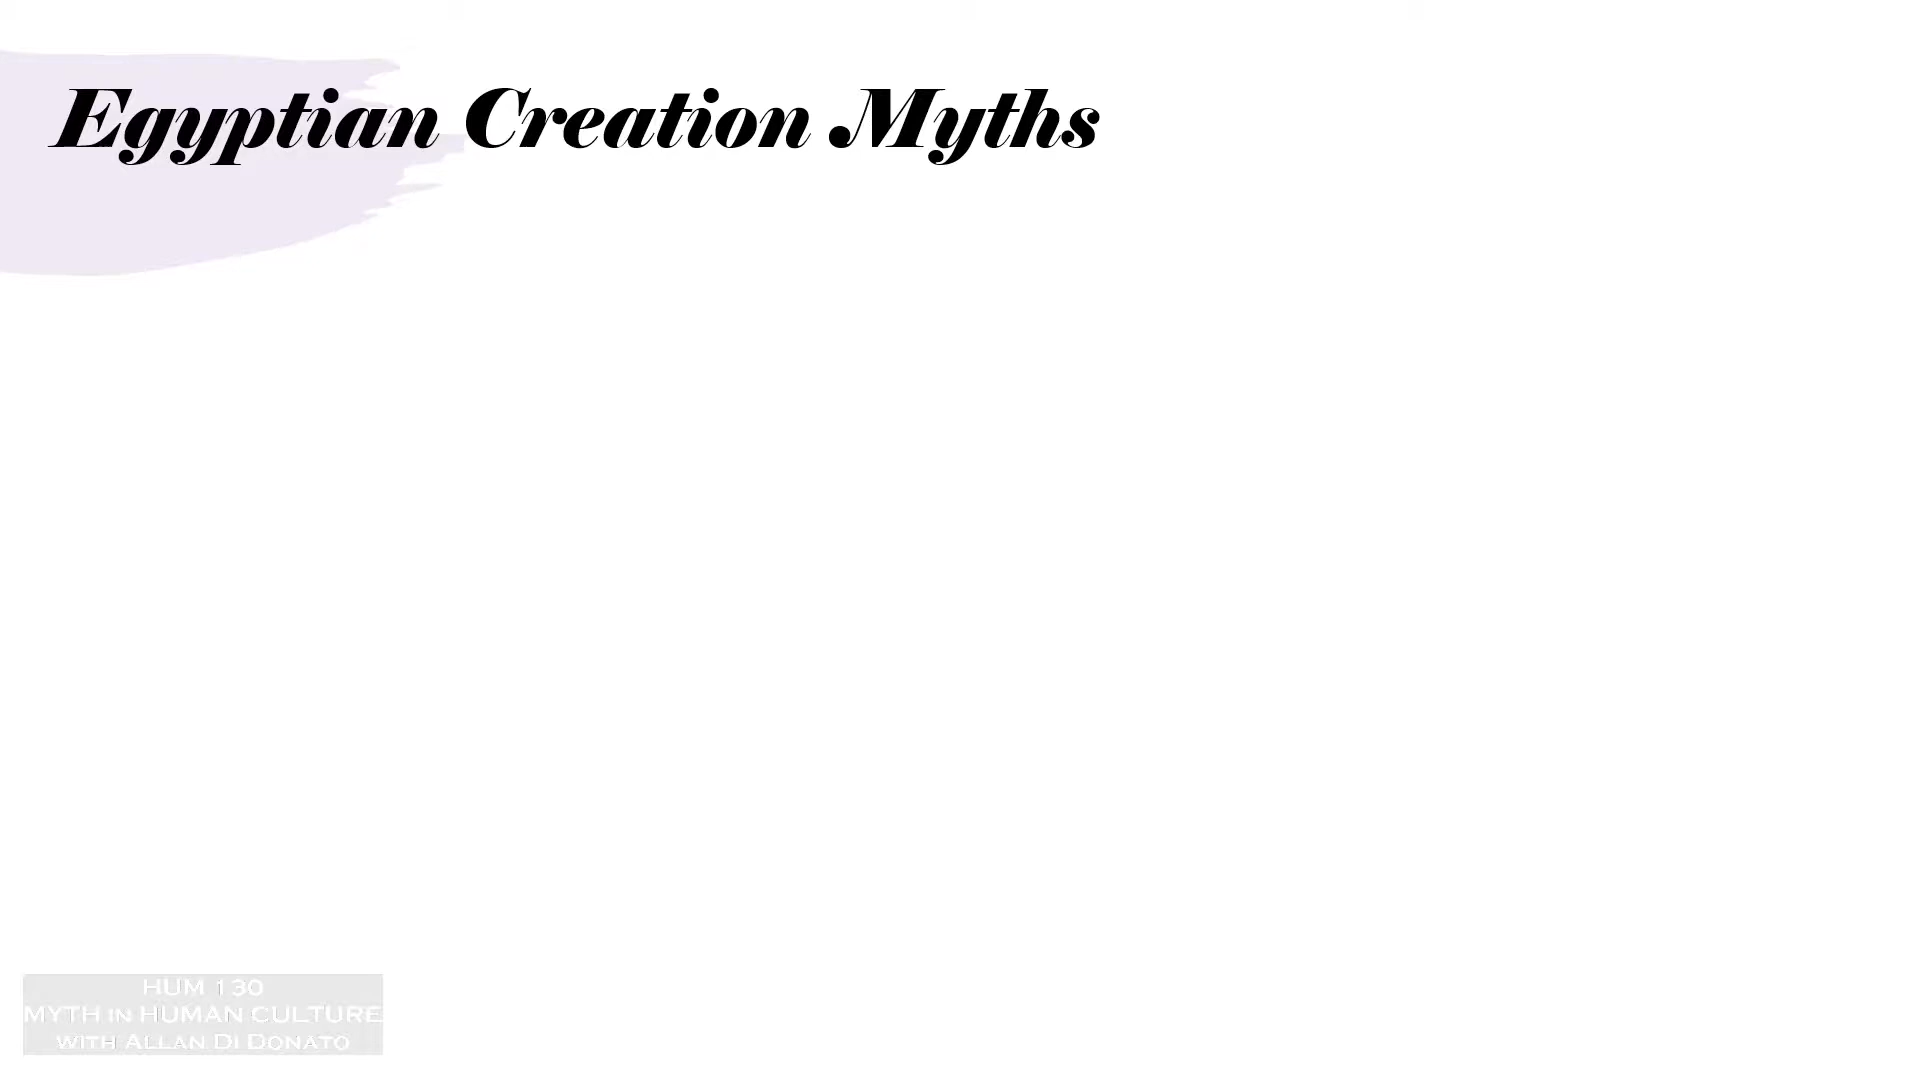 Egyptian Creation Myths
HUM 130
MYTH IN HUMAN CULTURE
WITH ALLAN DI DONATO